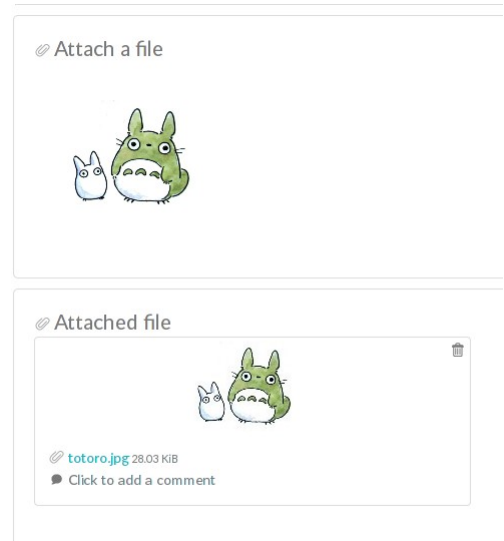 Attach a file
Attached file
totoro.jpg 28.03 KiB
Click to add a comment